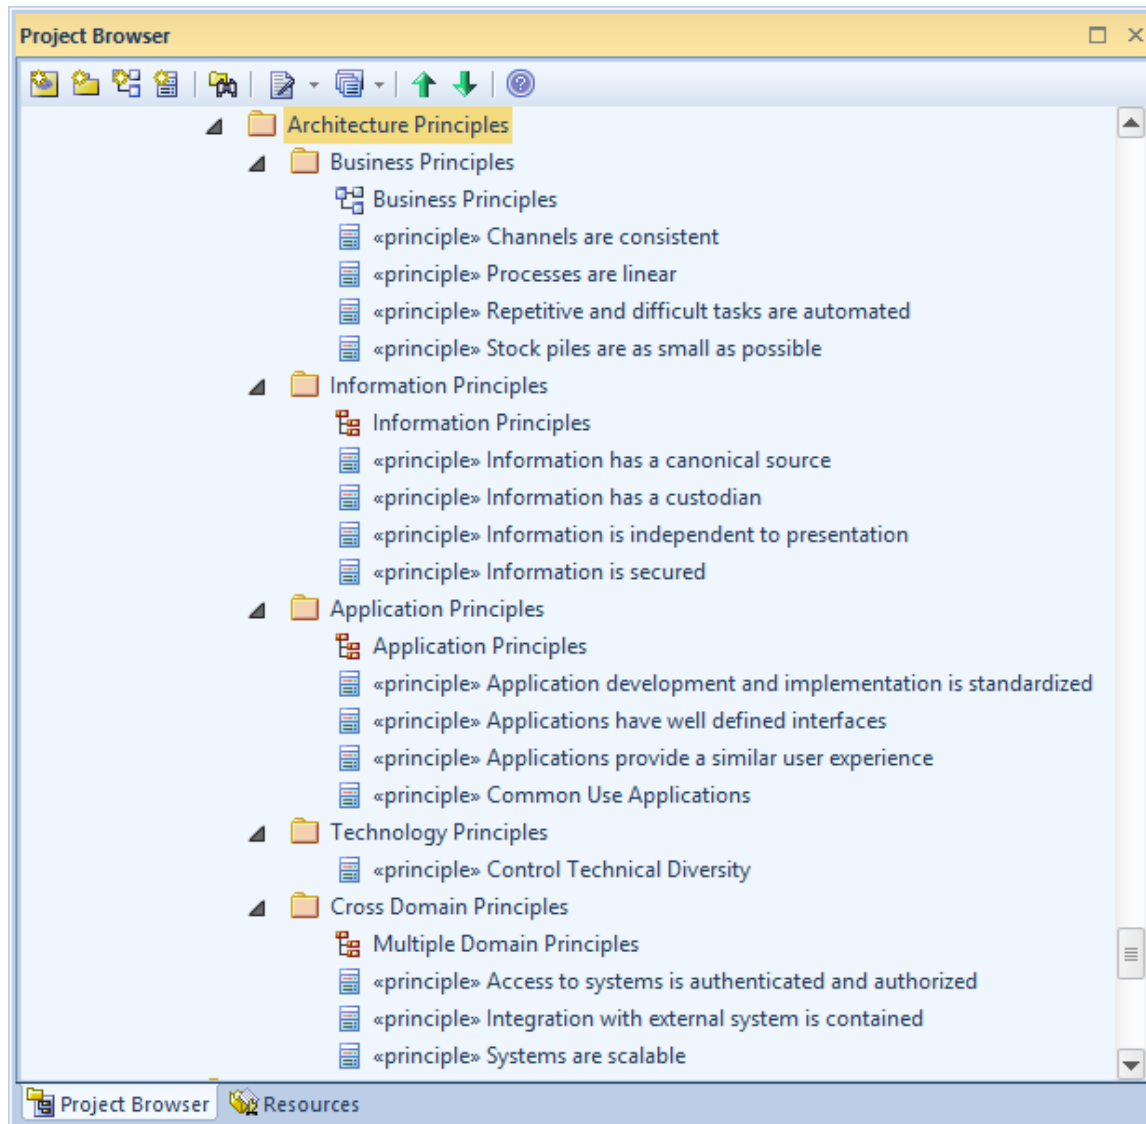 Project Browser
Architecture Principles
Business Principles
Business Principles
«principle» Channels are consistent
«principle» Processes are linear
«principle» Repetitive and difficult tasks are automated
«principle» Stock piles are as small as possible
Information Principles
Information Principles
«principle» Information has a canonical source
«principle» Information has a custodian
«principle» Information is independent to presentation
«principle» Information is secured
Application Principles
Application Principles
«principle» Application development and implementation is standardized
«principle» Applications have well defined interfaces
«principle» Applications provide a similar user experience
«principle» Common Use Applications
Technology Principles
«principle» Control Technical Diversity
Cross Domain Principles
Multiple Domain Principles
«principle» Access to systems is authenticated and authorized
«principle» Integration with external system is contained
«principle» Systems are scalable
Project Browser Resources